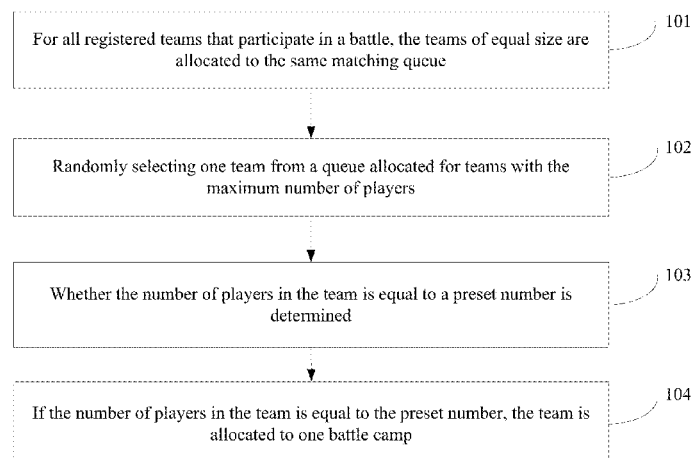 101
For all registered teams that participate in a battle, the teams of equal size are
allocated to the same matching queue
102
Randomly selecting one team from a queue allocated for teams with the
maximum number of players
103
Whether the number of players in the team is equal to a preset number is
determined
104
If the number of players in the team is equal to the preset number, the team is
allocated to one battle camp